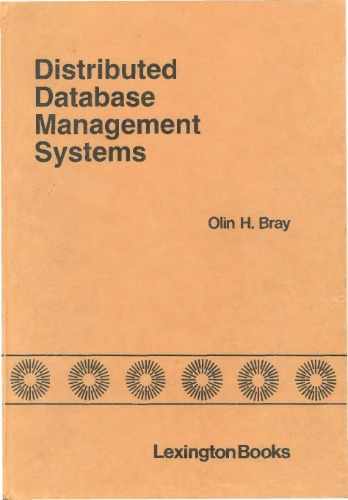 Distributed
Database
Management
Systems
Olin H. Bray
LexingtonBooks